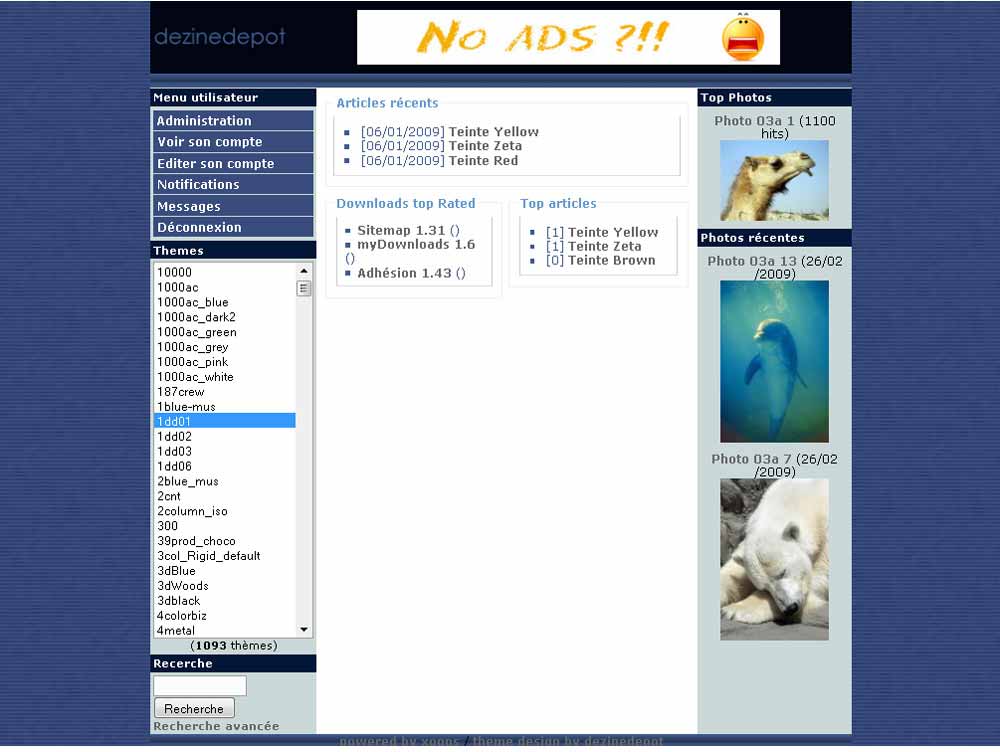 dezinedepot
No ADS ?!!
Menu utilisateur
Administration
Voir son compte
Editer son compte
Notifications
Messages
Déconnexion
Themes
10000
1000ac
1000ac_blue
1000ac_dark2
1000ac_green
1000ac_grey
1000ac_pink
1000ac_white
187crew
1blue-mus
1dd01
1dd02
1dd03
1dd06
2blue_mus
2cnt
2column_iso
300
39prod_choco
3col_Rigid_default
3dBlue
3dWoods
3dblack
4colorbiz
4metal
(1093 thèmes)
Recerche
Recherche
Recherche avancée
Articles récents
[06/01/2009] Teinte Yellow
[06/01/2009] Teinte Zeta
[06/01/2009] Teinte Red
Downloads top Rated
Sitemap 1.31 ()
myDownloads 1.6
()
Adhésion 1.43 ()
Top articles
[1] Teinte Yellow
[1] Teinte Zeta
[0] Teinte Brown
Top Photos
Photo 03a 1 (1100
hits)
Photos récentes
Photo 03a 13 (26/02
/2009)
Photo 03a 7 (26/02
/2009)
powered by xoops / theme design by dezinedepot